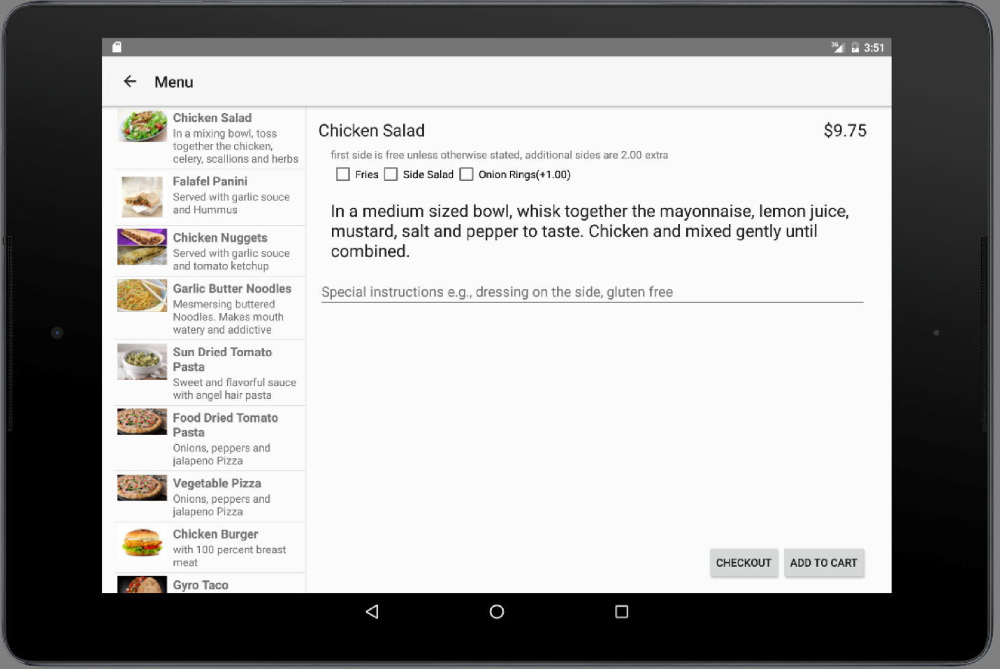 3G 3:51
Menu
Chicken Salad
In a mixing bowl, toss
together the chicken,
celery, scallions and herbs
Falafel Panini
Served with garlic souce
and Hummus
Chicken Nuggets
Served with garlic souce
and tomato ketchup
Garlic Butter Noodles
Mesmersing buttered
Noodles. Makes mouth
watery and addictive
Sun Dried Tomato
Pasta
Sweet and flavorful sauce
with angel hair pasta
Food Dried Tomato
Pasta
Onions, peppers and
jalapeno Pizza
Vegetable Pizza
Onions, peppers and
jalapeno Pizza
Chicken Burger
with 100 percent breast
meat
Gyro Taco
Chicken Salad $9.75
first side is free unless otherwise stated, additional sides are 2.00 extra
Fries Side Salad Onion Rings(+1.00)
In a medium sized bowl, whisk together the mayonnaise, lemon juice,
mustard, salt and pepper to taste. Chicken and mixed gently until
combined.
Special instructions e.g., dressing on the side, gluten free
CHECKOUT ADD TO CART